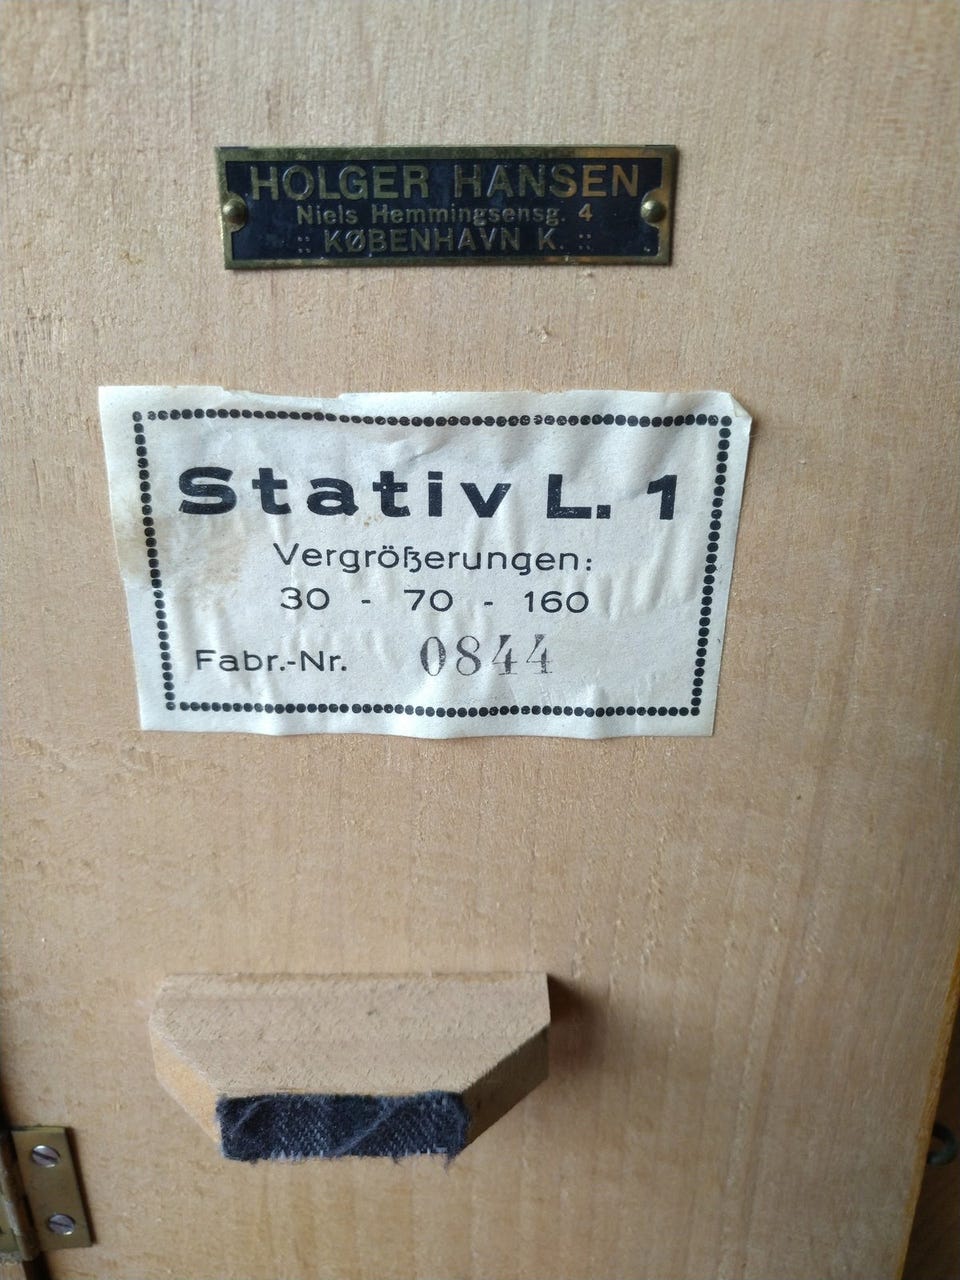 HOLGER HANSEN
Niels Hemmingsensg. 4
:: KØBENHAVN K. ::
Stativ L. 1
Vergrößerungen:
30 - 70 - 160
Fabr.-Nr. 0844